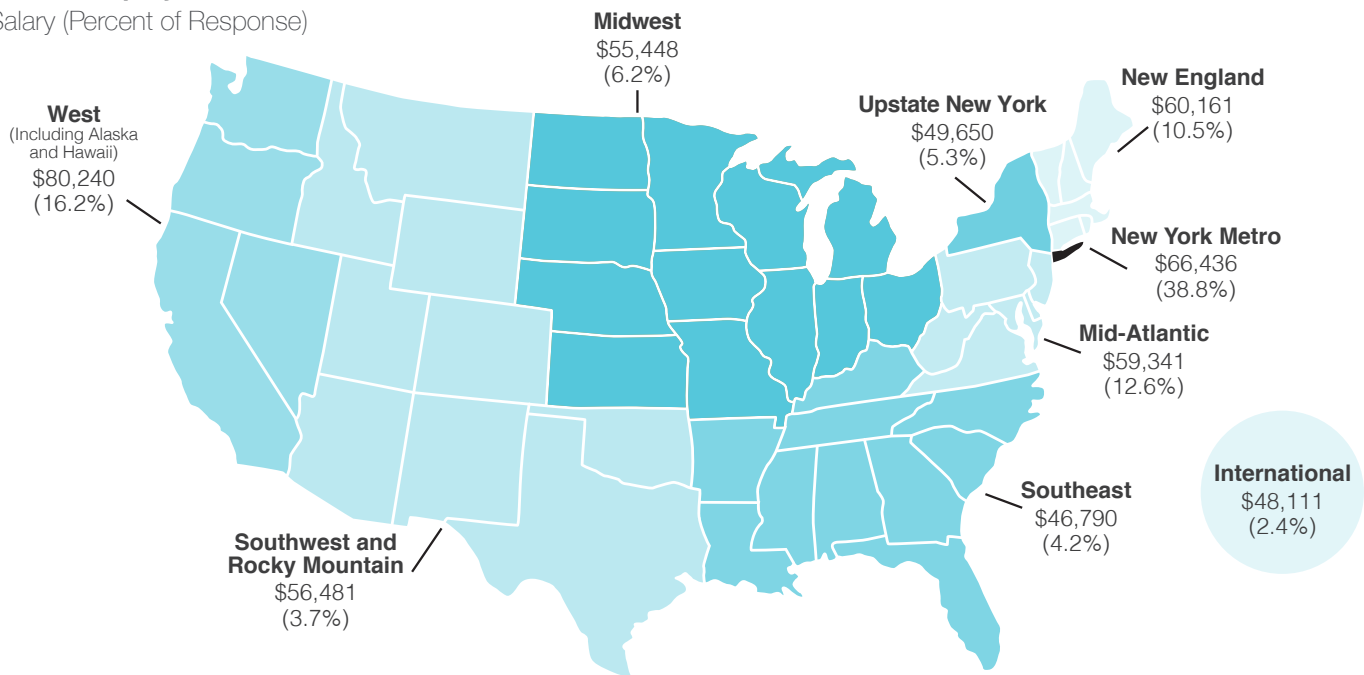 Salary (Percent of Response)
Midwest
$55,448
(6.2%)
New England
$60,161
(10.5%)
Upstate New York
$49,650
(5.3%)
West
(Including Alaska
and Hawaii)
$80,240
(16.2%)
New York Metro
$66,436
(38.8%)
Mid-Atlantic
$59,341
(12.6%)
International
$48,111
(2.4%)
Southeast
$46,790
(4.2%)
Southwest and
Rocky Mountain
$56,481
(3.7%)